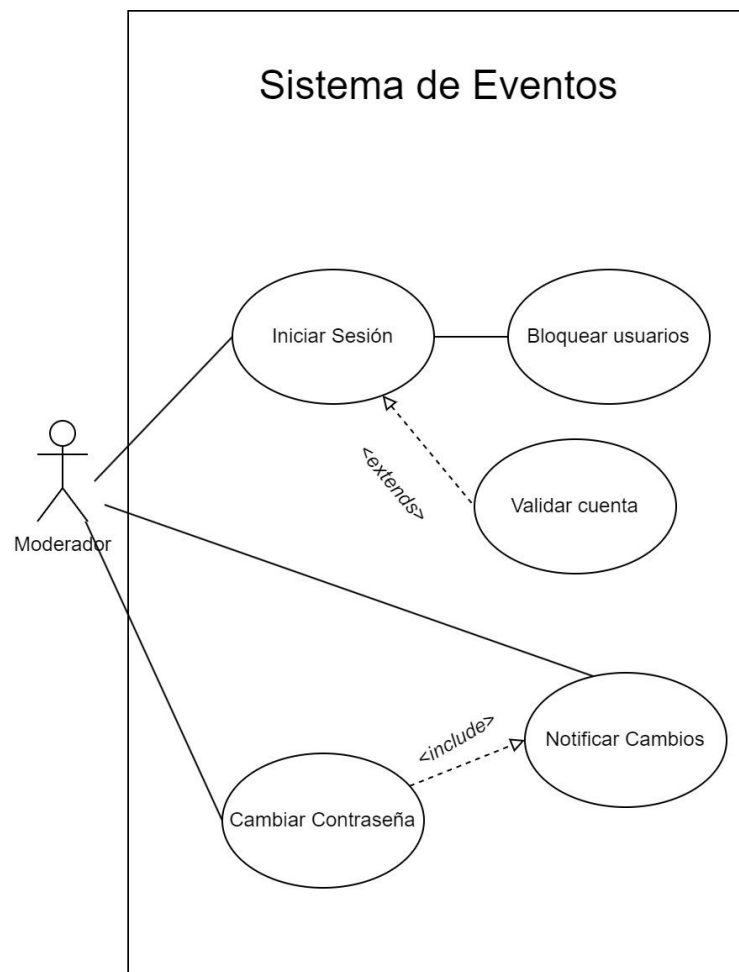 Sistema de Eventos
Iniciar Sesión
Bloquear usuarios
<extends>
Validar cuenta
Moderador
<include>
Notificar Cambios
Cambiar Contraseña